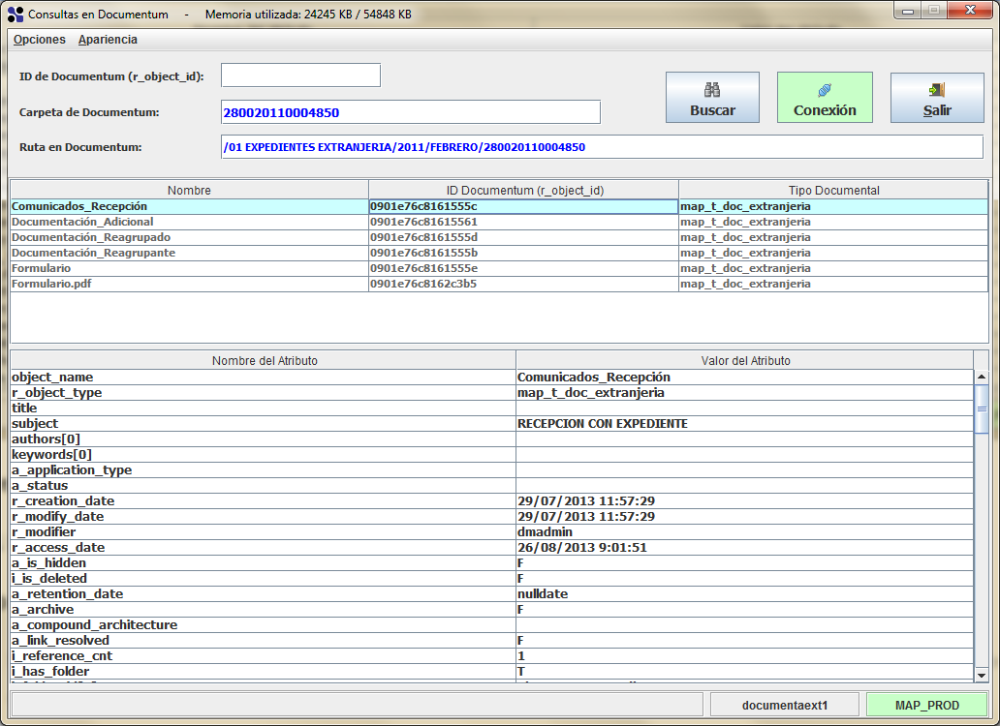 Consultas en Documentum - Memoria utilizada: 24245 KB / 54848 KB
Opciones Apariencia
ID de Documentum (r_object_id):
Carpeta de Documentum: 280020110004850
Buscar Conexión Salir
Ruta en Documentum: /01 EXPEDIENTES EXTRANJERIA/2011/FEBRERO/280020110004850
Nombre ID Documentum (r_object_id) Tipo Documental
Comunicados_Recepción 0901e76c8161555c map_t_doc_extranjeria
Documentación_Adicional 0901e76c81615561 map_t_doc_extranjeria
Documentación_Reagrupado 0901e76c8161555d map_t_doc_extranjeria
Documentación_Reagrupante 0901e76c8161555b map_t_doc_extranjeria
Formulario 0901e76c8161555e map_t_doc_extranjeria
Formulario.pdf 0901e76c8162c3b5 map_t_doc_extranjeria
Nombre del Atributo Valor del Atributo
object_name Comunicados_Recepción
r_object_type map_t_doc_extranjeria
title
subject RECEPCION CON EXPEDIENTE
authors[0]
keywords[0]
a_application_type
a_status
r_creation_date 29/07/2013 11:57:29
r_modify_date 29/07/2013 11:57:29
r_modifier dmadmin
r_access_date 26/08/2013 9:01:51
a_is_hidden F
i_is_deleted F
a_retention_date nulldate
a_archive F
a_compound_architecture
a_link_resolved F
i_reference_cnt 1
i_has_folder T
documentaext1 MAP_PROD